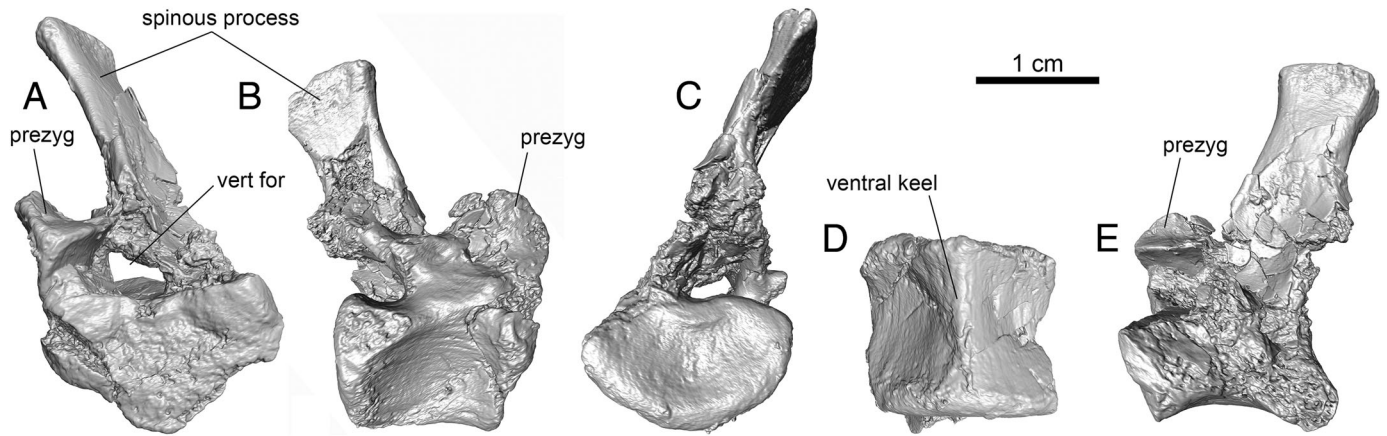 spinous process
1 cm
A
B
C
prezyg
prezyg
prezyg
vert for
ventral keel
D
E